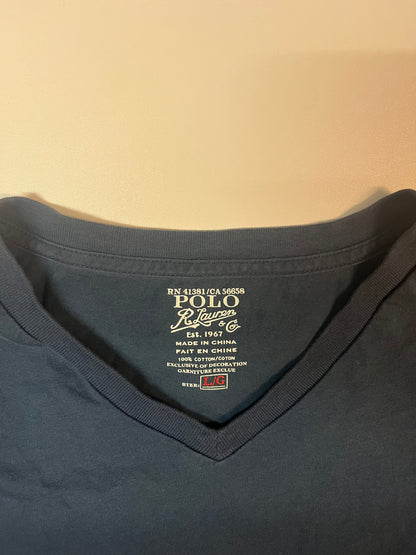 RN 41381/CA 56658
POLO
R. Lauren
& Co
EST. 1967
MADE IN CHINA
FAIT EN CHINE
100% COTTON/COTON
EXCLUSIVE OF DECORATION
GARNITURE EXCLUE
SIZE: L/G